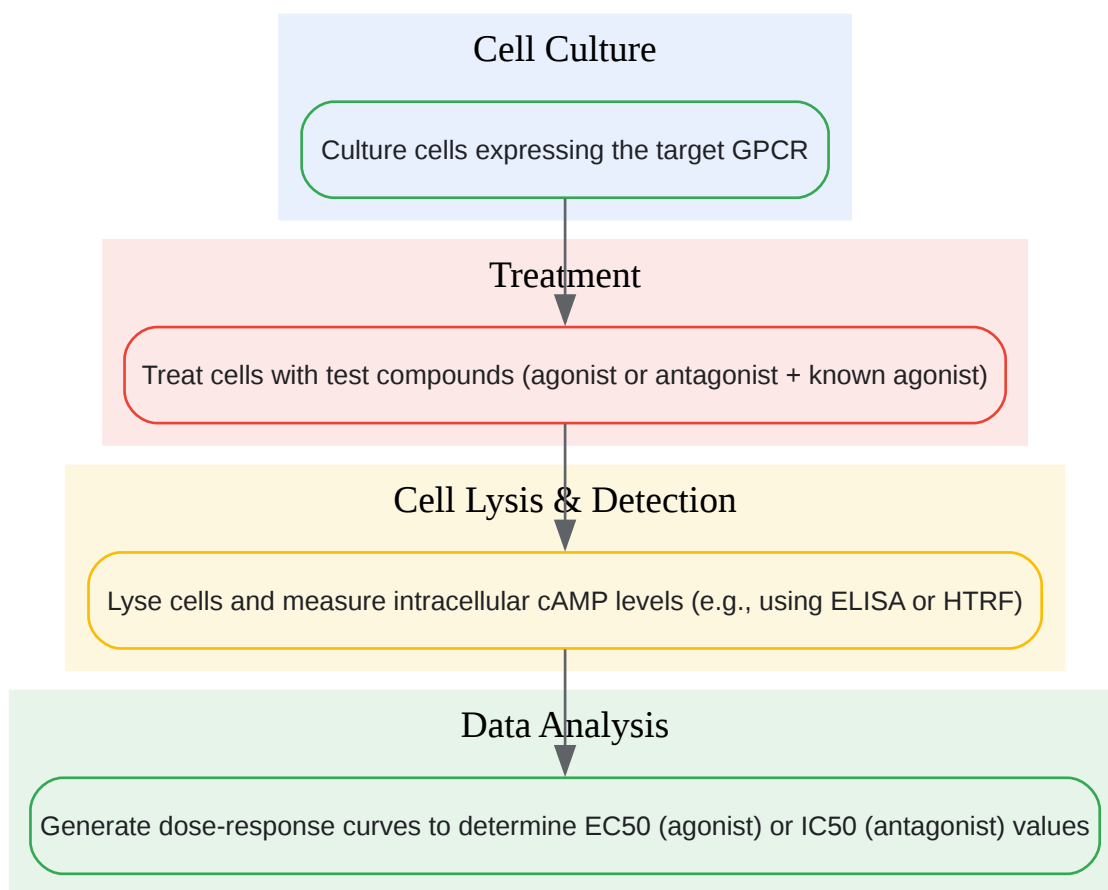 Cell Culture
Culture cells expressing the target GPCR
Treatment
Treat cells with test compounds (agonist or antagonist + known agonist)
Cell Lysis & Detection
Lyse cells and measure intracellular cAMP levels (e.g., using ELISA or HTRF)
Data Analysis
Generate dose-response curves to determine EC50 (agonist) or IC50 (antagonist) values